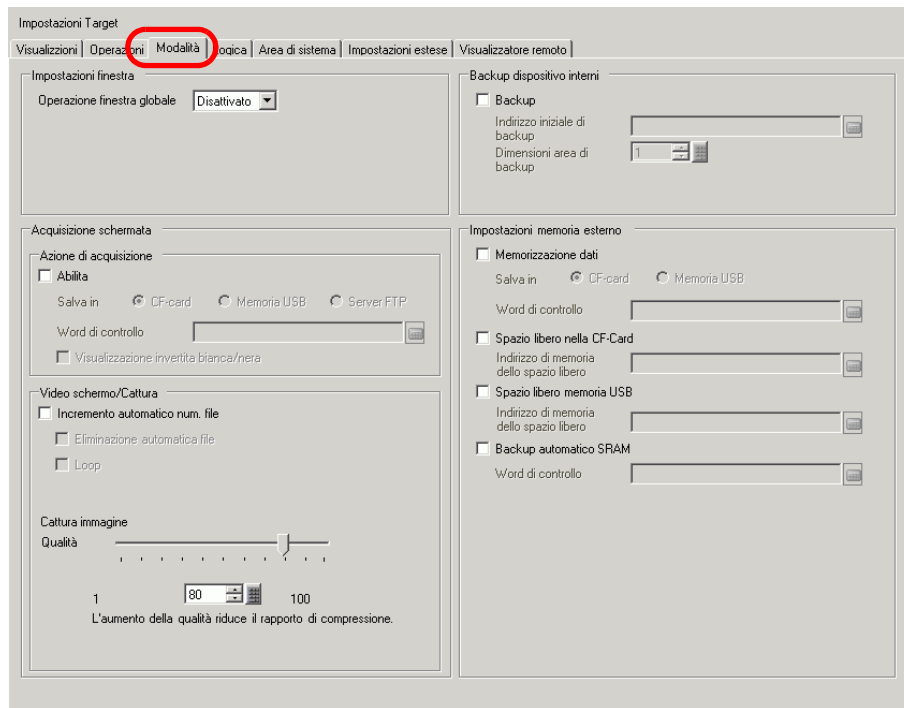 Impostazioni Target
Visualizzioni
Operazioni
Modalità
Logica
Area di sistema
Impostazioni estese
Visualizzatore remoto
Impostazioni finestra
Operazione finestra globale
Disattivato
Backup dispositivo interni
Backup
Indirizzo iniziale di
backup
Dimensioni area di
backup
1
Acquisizione schermata
Azione di acquisizione
Abilita
Salva in
CF-card
Memoria USB
Server FTP
Word di controllo
Visualizzazione invertita bianca/nera
Video schermo/Cattura
Incremento automatico num. file
Eliminazione automatica file
Loop
Cattura immagine
Qualità
1
80
100
L'aumento della qualità riduce il rapporto di compressione.
Impostazioni memoria esterno
Memorizzazione dati
Salva in
CF-card
Memoria USB
Word di controllo
Spazio libero nella CF-Card
Indirizzo di memoria
dello spazio libero
Spazio libero memoria USB
Indirizzo di memoria
dello spazio libero
Backup automatico SRAM
Word di controllo